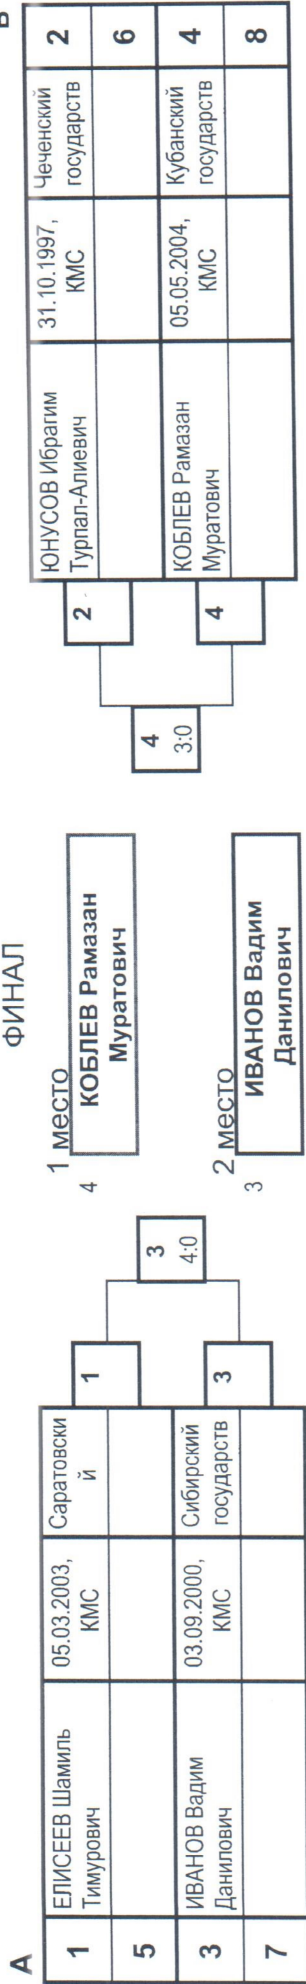 А
1
ЕЛИСЕЕВ Шамиль
Тимурович
05.03.2003,
КМС
Саратовски
й
5
3
ИВАНОВ Вадим
Данилович
03.09.2000,
КМС
Сибирский
государств
7
1
3
3
4:0
ФИНАЛ
1 место
4
КОБЛЕВ Рамазан
Муратович
2 место
3
ИВАНОВ Вадим
Данилович
4
3:0
2
4
ЮНУСОВ Ибрагим
Турпал-Алиевич
31.10.1997,
КМС
Чеченский
государств
2
6
КОБЛЕВ Рамазан
Муратович
05.05.2004,
КМС
Кубанский
государств
4
8